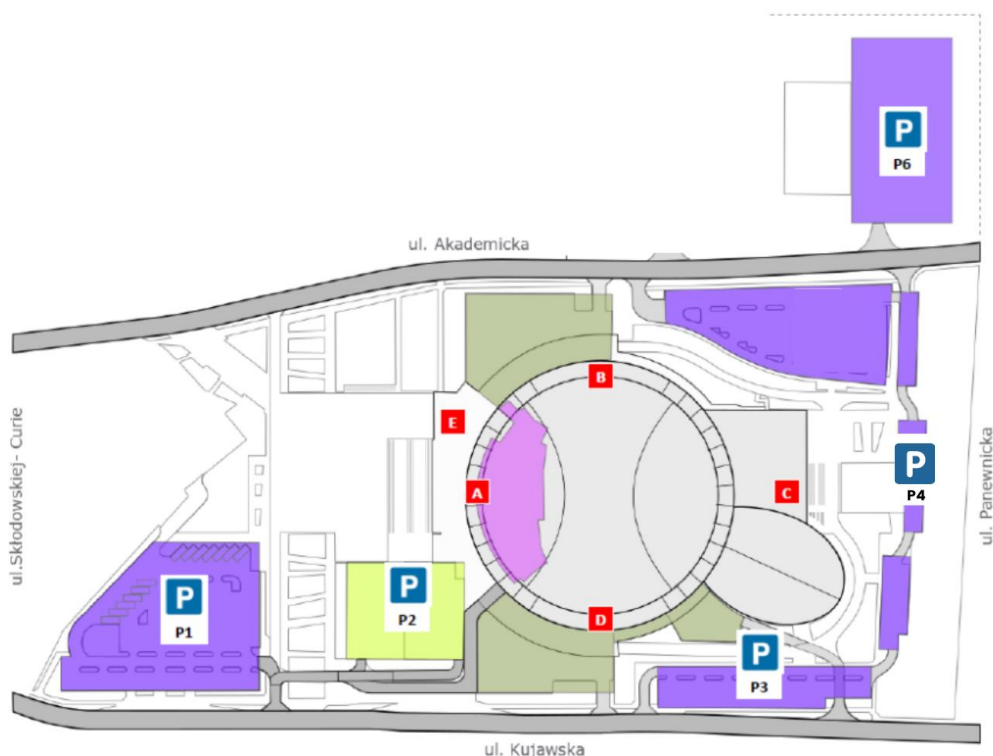 P
P6
ul. Akademicka
B
E
A
C
P
P4
ul.Skłodowskiej- Curie
ul. Panewnicka
P
P1
P
P2
D
P
P3
ul. Kujawska